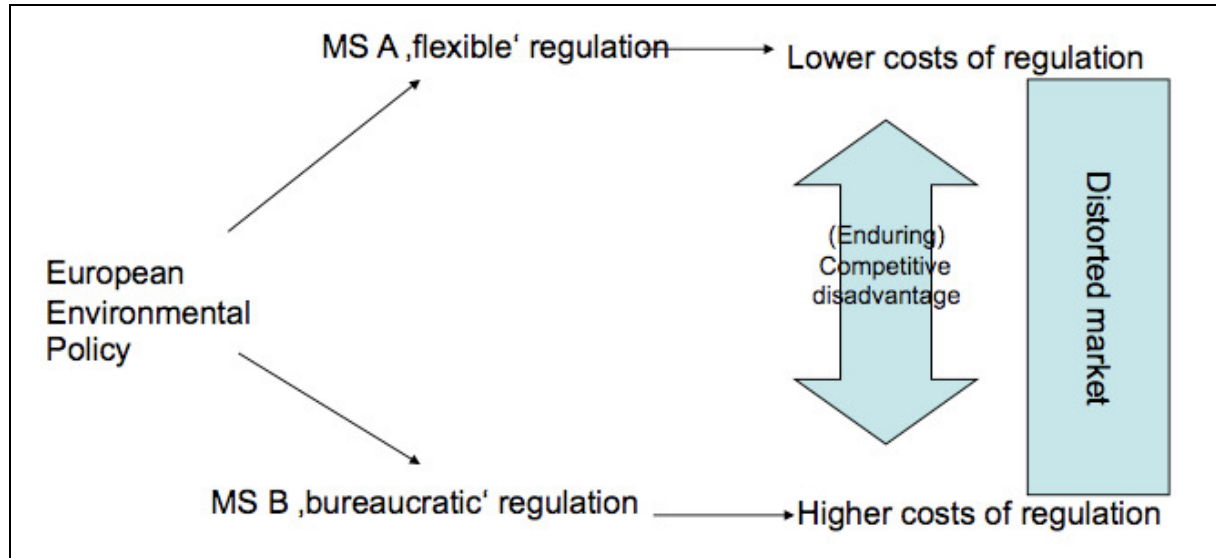 MS A ‚flexible‘ regulation
Lower costs of regulation
European
Environmental
Policy
(Enduring)
Competitive
disadvantage
Distorted market
MS B ‚bureaucratic‘ regulation
Higher costs of regulation